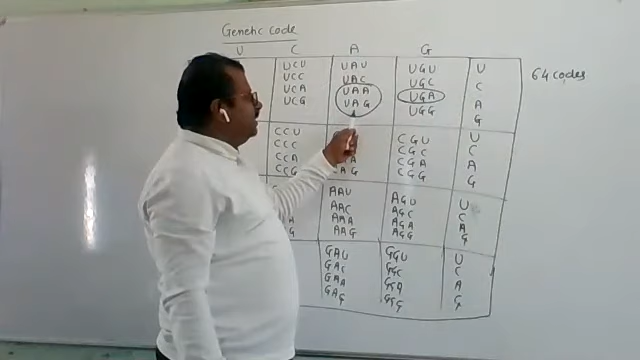 Genetic code
U C A G
UCU UAU UGU U
UCC UAC UGC C 64 codes
UCA UAA UGA A
UCG UAG UGG G
CCU CGU U
CCC CGC C
CCA A CGA A
CCG AG CGG G
AAU AGU U
AAC AGC C
A AAA AGA A
G AAG AGG G
GAU GGU U
GAC GGC C
GAA GGA A
GAG GGG G